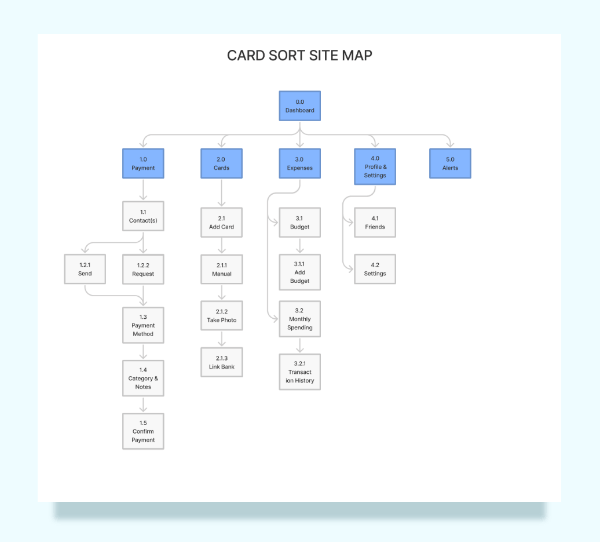 CARD SORT SITE MAP
0.0
Dashboard
1.0
Payment
2.0
Cards
3.0
Expenses
4.0
Profile &
Settings
5.0
Alerts
1.1
Contact(s)
1.2.1
Send
1.2.2
Request
1.3
Payment
Method
1.4
Category &
Notes
1.5
Confirm
Payment
2.1
Add Card
2.1.1
Manual
2.1.2
Take Photo
2.1.3
Link Bank
3.1
Budget
3.1.1
Add
Budget
3.2
Monthly
Spending
3.2.1
Transact
ion History
4.1
Friends
4.2
Settings